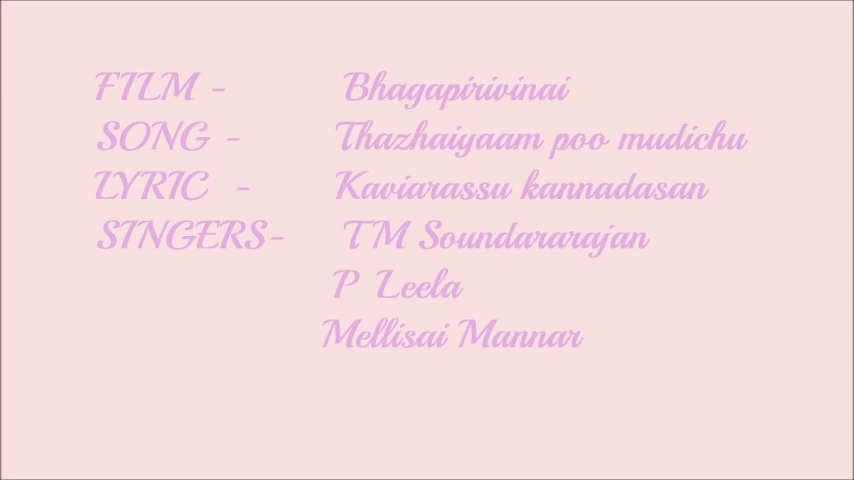 FILM - Bhagapirivinai
SONG - Thazhaiyaam poo mudichu
LYRIC - Kaviarassu kannadasan
SINGERS- TM Soundararajan
P Leela
Mellisai Mannar